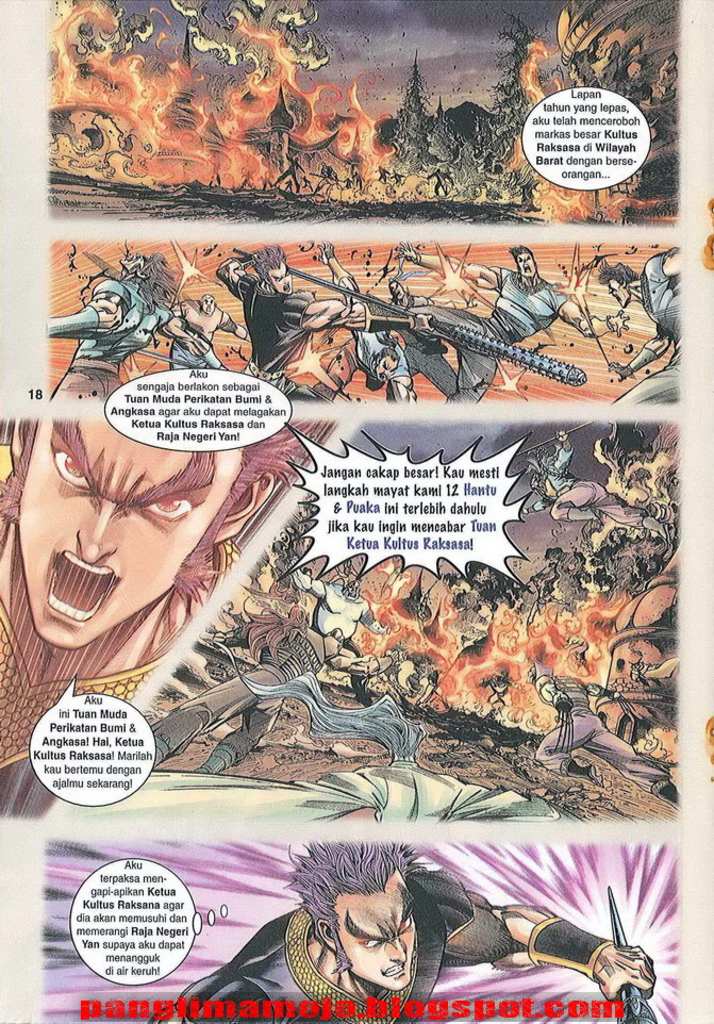 Lapan
tahun yang lepas,
aku telah menceroboh
markas besar Kultus
Raksasa di Wilayah
Barat dengan berse-
orangan...
18
Aku
sengaja berlakon sebagai
Tuan Muda Perikatan Bumi &
Angkasa agar aku dapat melagakan
Ketua Kultus Raksasa dan
Raja Negeri Yan!
Jangan cakap besar! Kau mesti
langkah mayat kami 12 Hantu
& Puaka ini terlebih dahulu
jika kau ingin mencabar Tuan
Ketua Kultus Raksasa!
Aku
ini Tuan Muda
Perikatan Bumi &
Angkasa! Hai, Ketua
Kultus Raksasa! Marilah
kau bertemu dengan
ajalmu sekarang!
Aku
terpaksa men-
gapi-apikan Ketua
Kultus Raksana agar
dia akan memusuhi dan
memerangi Raja Negeri
Yan supaya aku dapat
menangguk
di air keruh!
panglimameja.blogspot.com